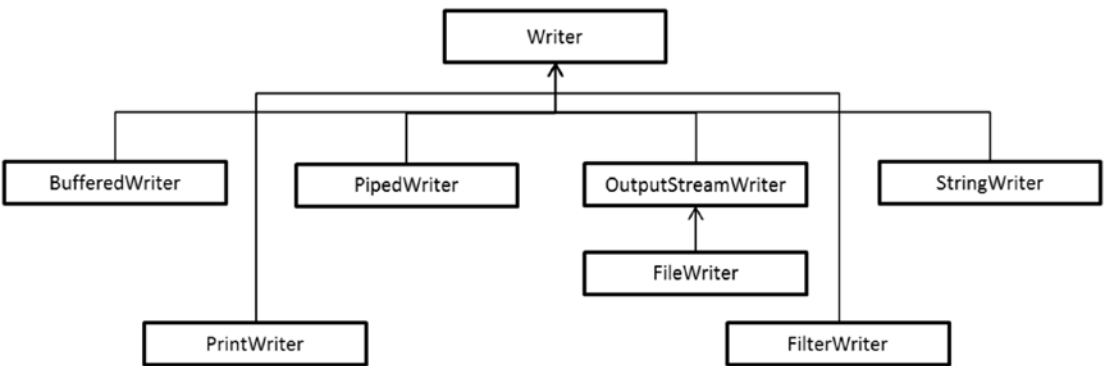 Writer
BufferedWriter
PipedWriter
OutputStreamWriter
StringWriter
FileWriter
PrintWriter
FilterWriter